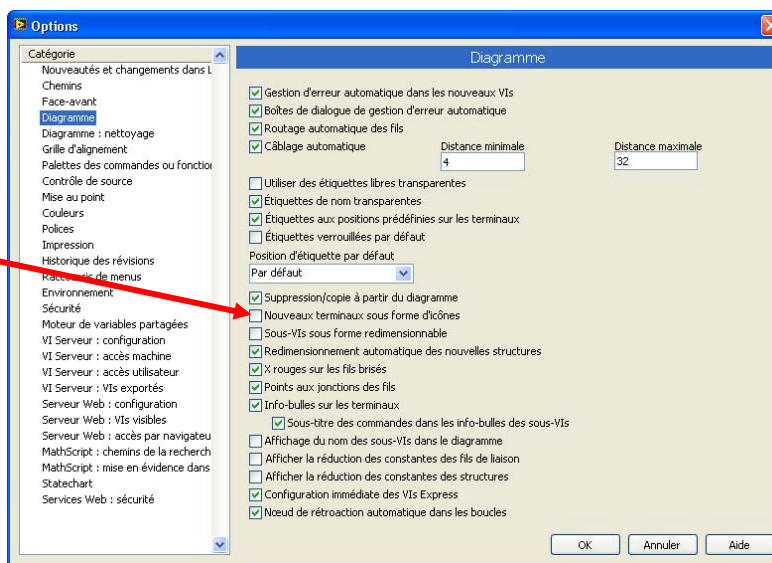 Options
Catégorie
Nouveautés et changements dans L
Chemins
Face-avant
Diagramme
Diagramme : nettoyage
Grille d'alignement
Palettes des commandes ou fonction
Contrôle de source
Mise au point
Couleurs
Polices
Impression
Historique des révisions
Raccourcis de menus
Environnement
Sécurité
Moteur de variables partagées
VI Serveur : configuration
VI Serveur : accès machine
VI Serveur : accès utilisateur
VI Serveur : VIs exportés
Serveur Web : configuration
Serveur Web : VIs visibles
Serveur Web : accès par navigateu
MathScript : chemins de la recherch
MathScript : mise en évidence dans
Statechart
Services Web : sécurité
Diagramme
Gestion d'erreur automatique dans les nouveaux VIs
Boîtes de dialogue de gestion d'erreur automatique
Routage automatique des fils
Câblage automatique Distance minimale Distance maximale
4 32
Utiliser des étiquettes libres transparentes
Étiquettes de nom transparentes
Étiquettes aux positions prédéfinies sur les terminaux
Étiquettes verrouillées par défaut
Position d'étiquette par défaut
Par défaut
Suppression/copie à partir du diagramme
Nouveaux terminaux sous forme d'icônes
Sous-VIs sous forme redimensionnable
Redimensionnement automatique des nouvelles structures
X rouges sur les fils brisés
Points aux jonctions des fils
Info-bulles sur les terminaux
Sous-titre des commandes dans les info-bulles des sous-VIs
Affichage du nom des sous-VIs dans le diagramme
Afficher la réduction des constantes des fils de liaison
Afficher la réduction des constantes des structures
Configuration immédiate des VIs Express
Nœud de rétroaction automatique dans les boucles
OK Annuler Aide